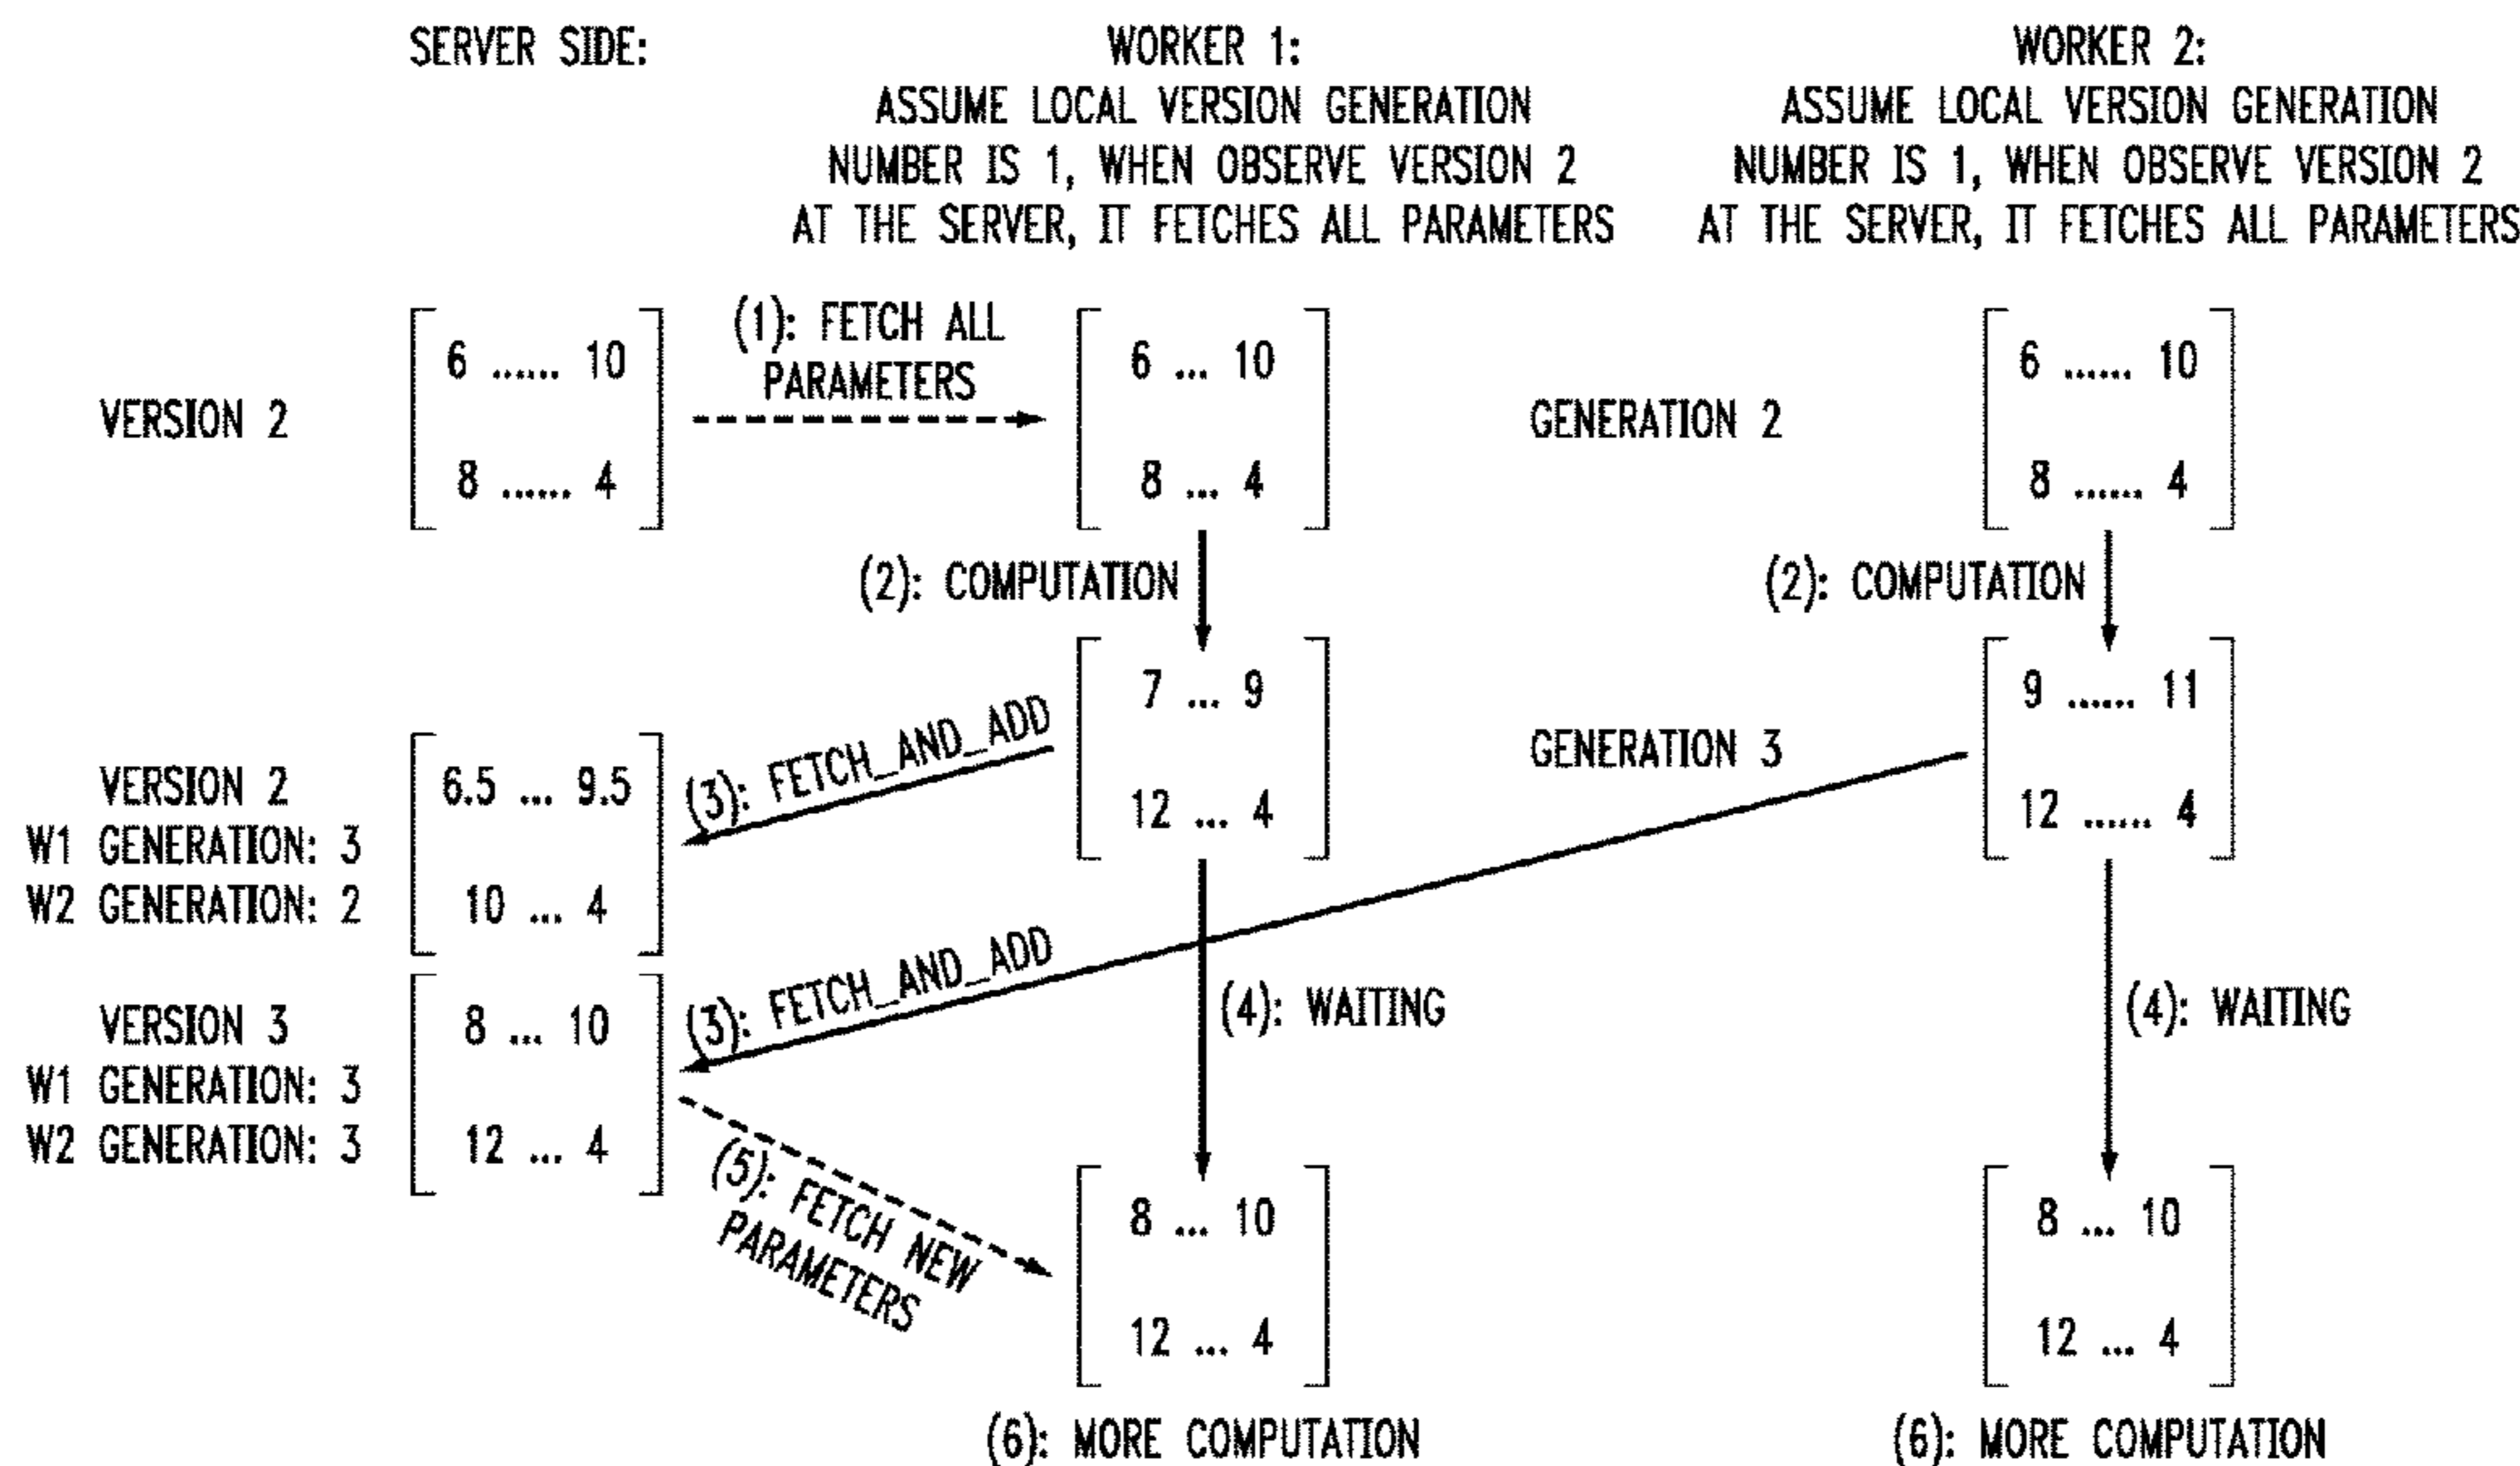 SERVER SIDE:
WORKER 1:
ASSUME LOCAL VERSION GENERATION
NUMBER IS 1, WHEN OBSERVE VERSION 2
AT THE SERVER, IT FETCHES ALL PARAMETERS
WORKER 2:
ASSUME LOCAL VERSION GENERATION
NUMBER IS 1, WHEN OBSERVE VERSION 2
AT THE SERVER, IT FETCHES ALL PARAMETERS
VERSION 2
6 ...... 10
8 ...... 4
(1): FETCH ALL
PARAMETERS
6 ... 10
8 ... 4
GENERATION 2
6 ...... 10
8 ...... 4
(2): COMPUTATION
(2): COMPUTATION
7 ... 9
12 ... 4
GENERATION 3
9 ...... 11
12 ...... 4
(3): FETCH_AND_ADD
VERSION 2
W1 GENERATION: 3
W2 GENERATION: 2
6.5 ... 9.5
10 ... 4
(3): FETCH_AND_ADD
VERSION 3
W1 GENERATION: 3
W2 GENERATION: 3
8 ... 10
12 ... 4
(4): WAITING
(4): WAITING
(5): FETCH NEW
PARAMETERS
8 ... 10
12 ... 4
8 ... 10
12 ... 4
(6): MORE COMPUTATION
(6): MORE COMPUTATION